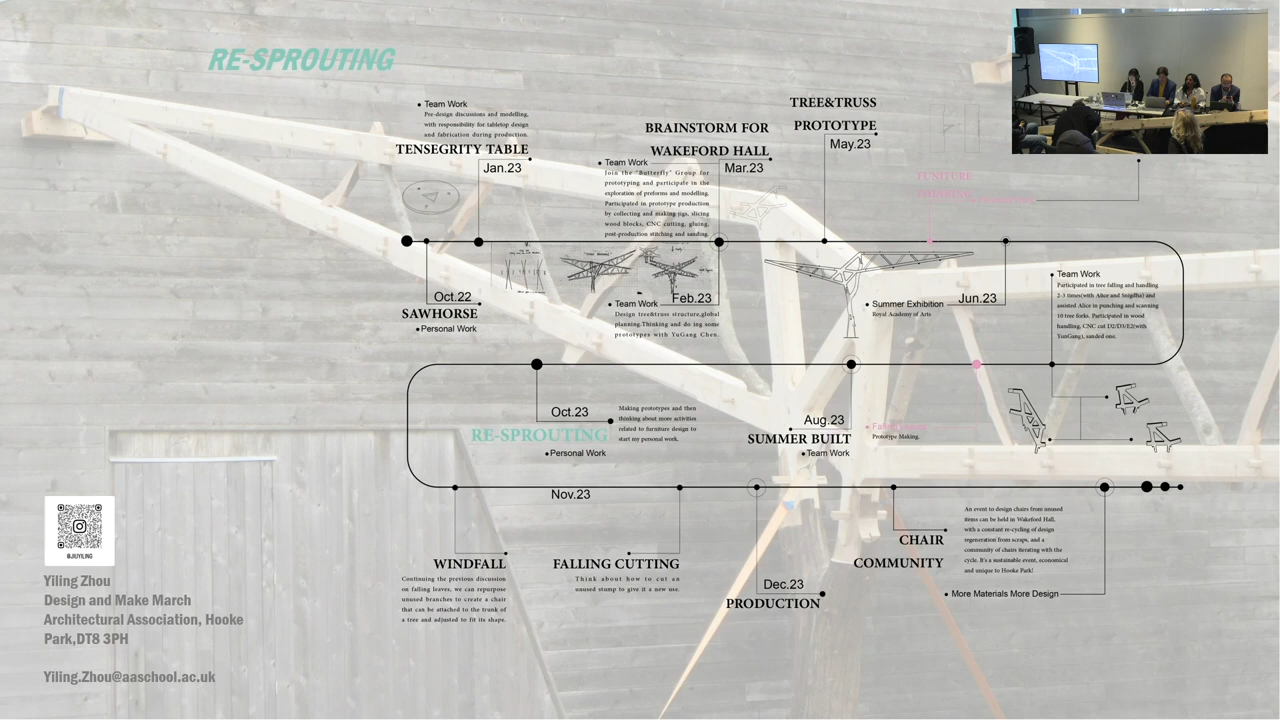 RE-SPROUTING
Team Work
Pre-design discussions and modelling,
with responsibility for tabletop design
and fabrication during production.
TENSEGRITY TABLE
Jan.23
BRAINSTORM FOR
WAKEFORD HALL
Team Work
Mar.23
Join the "Butterfly" Group for
prototyping and participate in the
exploration of preforms and modelling.
Participated in prototype production
by collecting and making jigs, slicing
wood blocks, CNC cutting, gluing,
post-production stitching and sanding.
TREE&TRUSS
PROTOTYPE
May.23
FUNITURE
Oct.22
SAWHORSE
Personal Work
Team Work
Feb.23
Design tree&truss structure,global
planning.Thinking and do ing some
prototypes with YuGang Chen.
Summer Exhibition
Jun.23
Royal Academy of Arts
Team Work
Participated in tree falling and handling
2-3 times(with Alice and Snigdha) and
assisted Alice in punching and scanning
10 tree forks. Participated in wood
handling, CNC cut D2/D3/E2(with
YunGang), sanded one.
Oct.23
RE-SPROUTING
Personal Work
Making prototypes and then
thinking about more activities
related to furniture design to
start my personal work.
Aug.23
SUMMER BUILT
Team Work
Prototype Making.
Nov.23
WINDFALL
Continuing the previous discussion
on falling leaves, we can repurpose
unused branches to create a chair
that can be attached to the trunk of
a tree and adjusted to fit its shape.
FALLING CUTTING
Think about how to cut an
unused stump to give it a new use.
Dec.23
PRODUCTION
CHAIR
COMMUNITY
An event to design chairs from unused
items can be held in Wakeford Hall,
with a constant re-cycling of design
regeneration from scraps, and a
community of chairs iterating with the
cycle. It's a sustainable event, economical
and unique to Hooke Park!
More Materials More Design
@JIUYILING
Yiling Zhou
Design and Make March
Architectural Association, Hooke
Park,DT8 3PH
Yiling.Zhou@aaschool.ac.uk